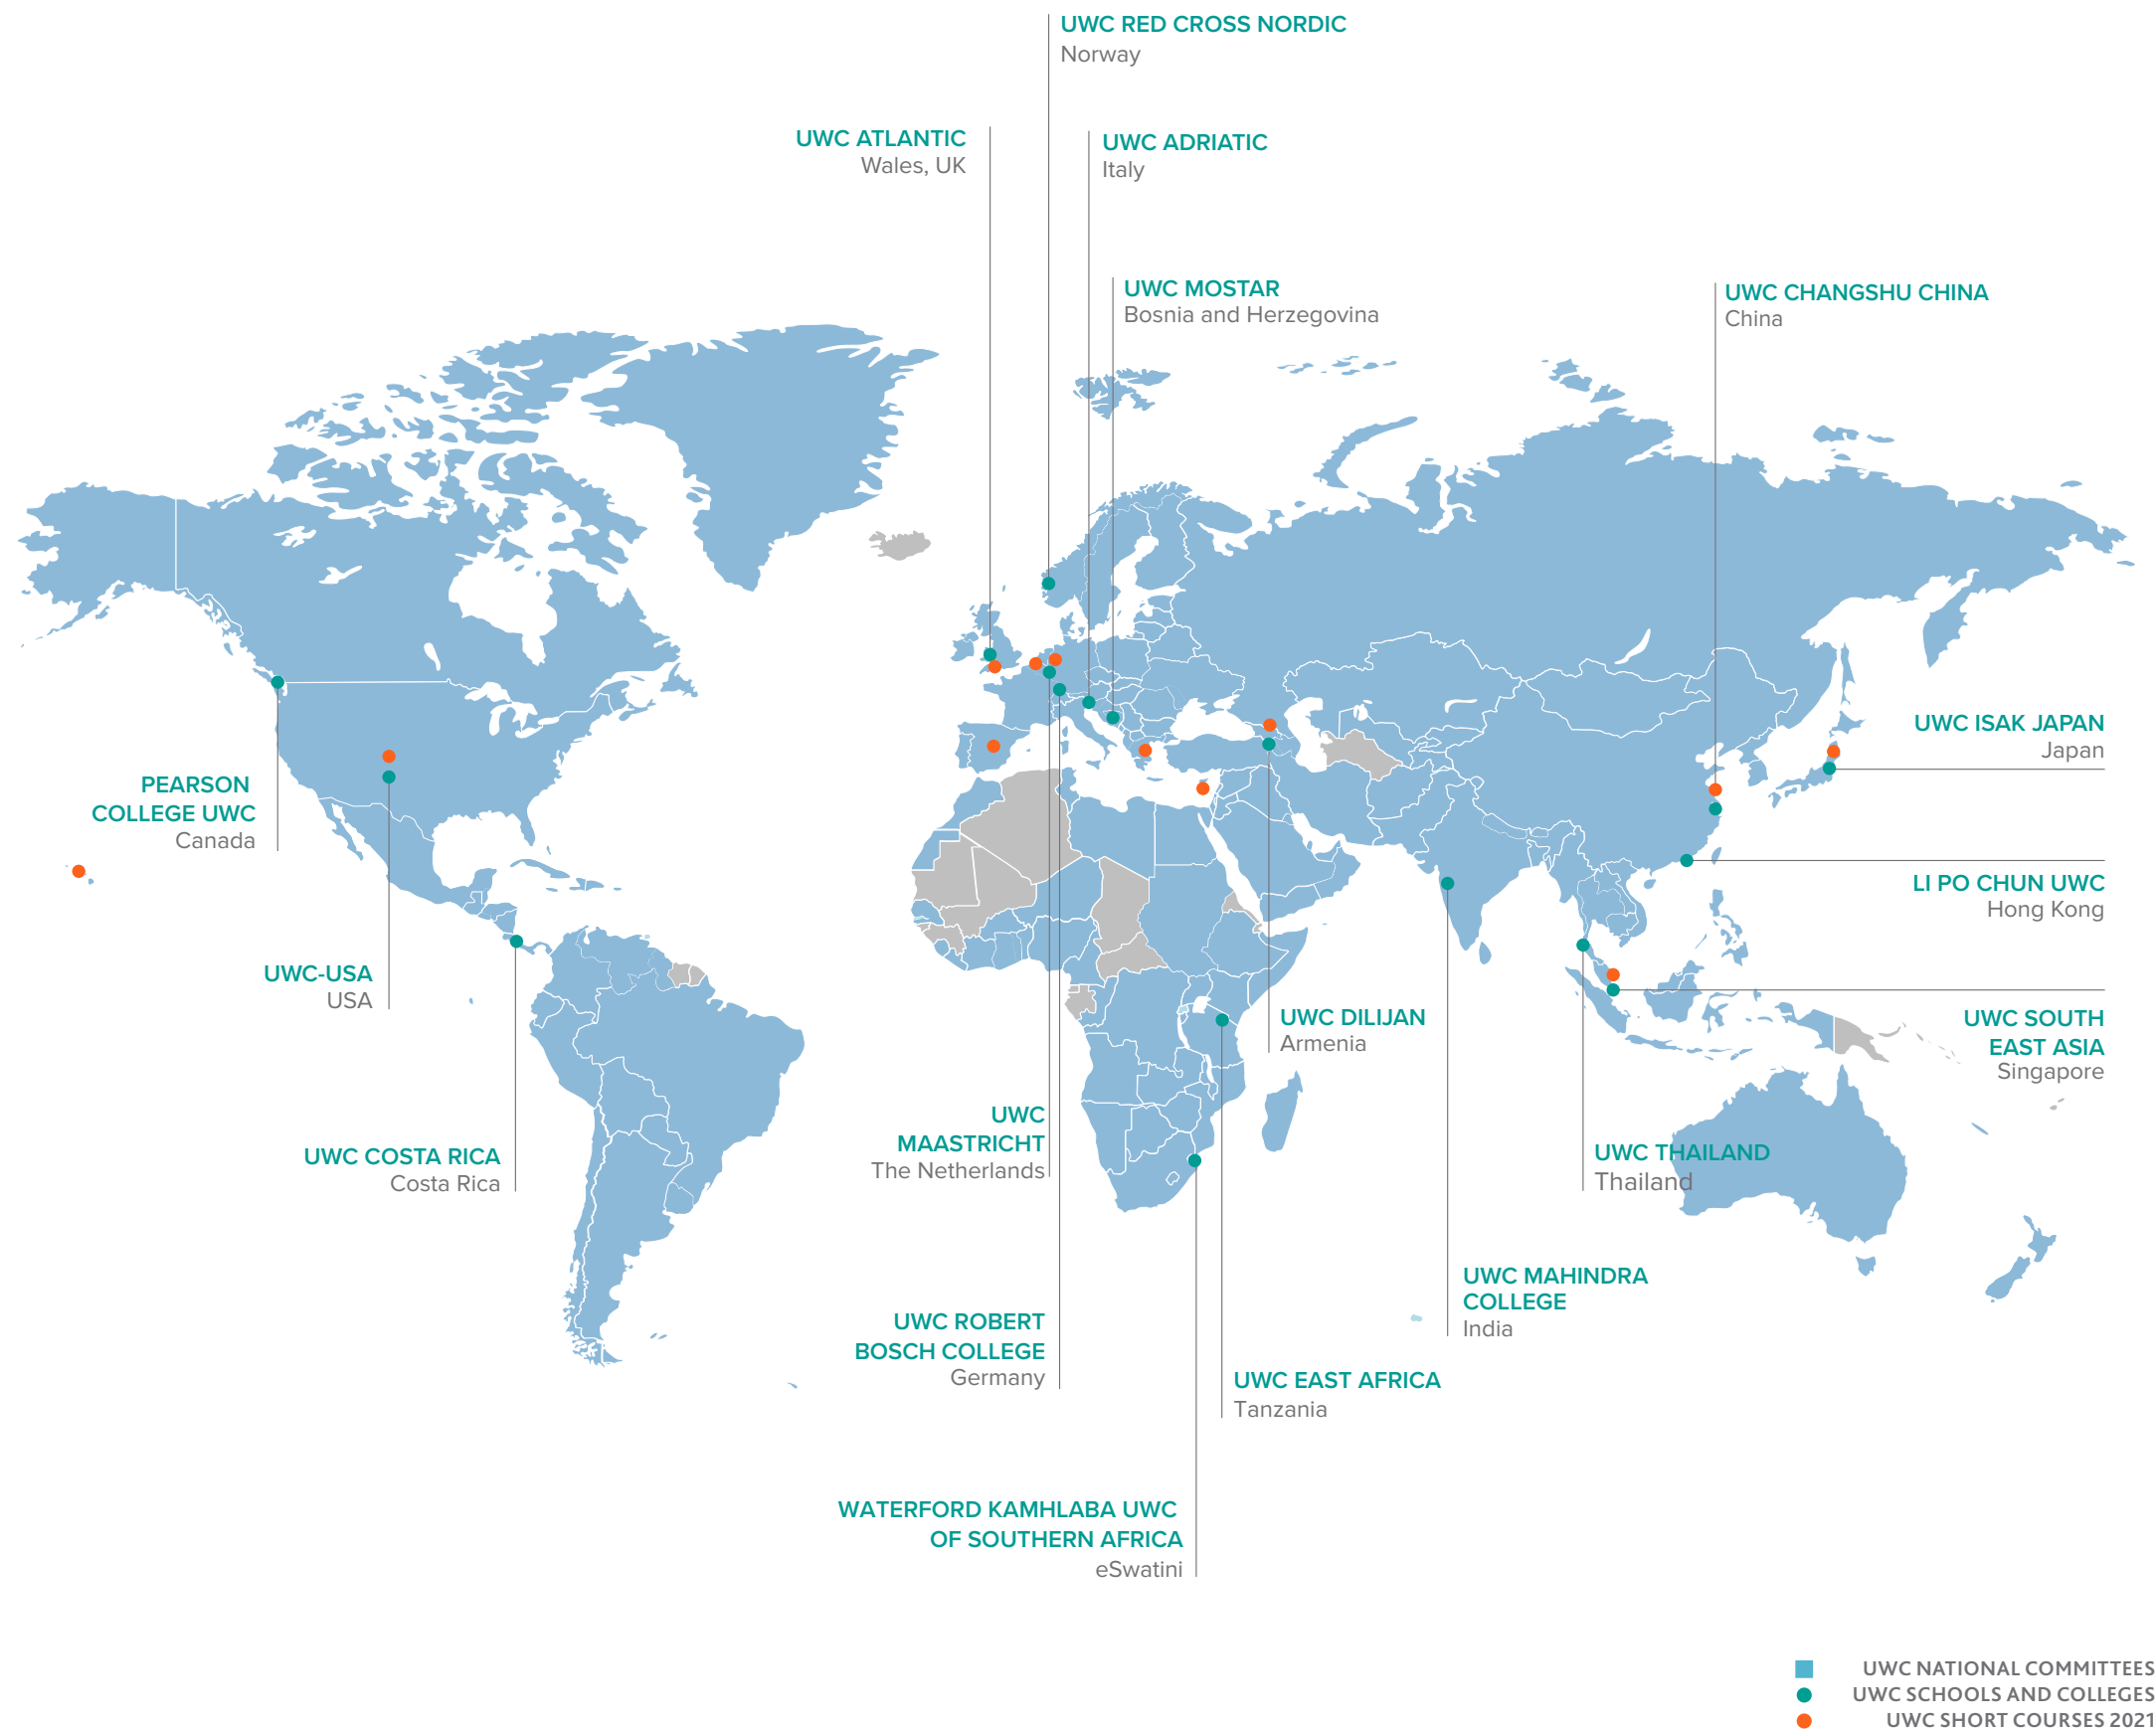 UWC RED CROSS NORDIC
Norway
UWC ATLANTIC
Wales, UK
UWC ADRIATIC
Italy
UWC MOSTAR
Bosnia and Herzegovina
UWC CHANGSHU CHINA
China
UWC ISAK JAPAN
Japan
PEARSON
COLLEGE UWC
Canada
LI PO CHUN UWC
Hong Kong
UWC-USA
USA
UWC DILIJAN
Armenia
UWC SOUTH
EAST ASIA
Singapore
UWC
MAASTRICHT
The Netherlands
UWC COSTA RICA
Costa Rica
UWC THAILAND
Thailand
UWC MAHINDRA
COLLEGE
India
UWC ROBERT
BOSCH COLLEGE
Germany
UWC EAST AFRICA
Tanzania
WATERFORD KAMHLABA UWC
OF SOUTHERN AFRICA
eSwatini
UWC NATIONAL COMMITTEES
UWC SCHOOLS AND COLLEGES
UWC SHORT COURSES 2021